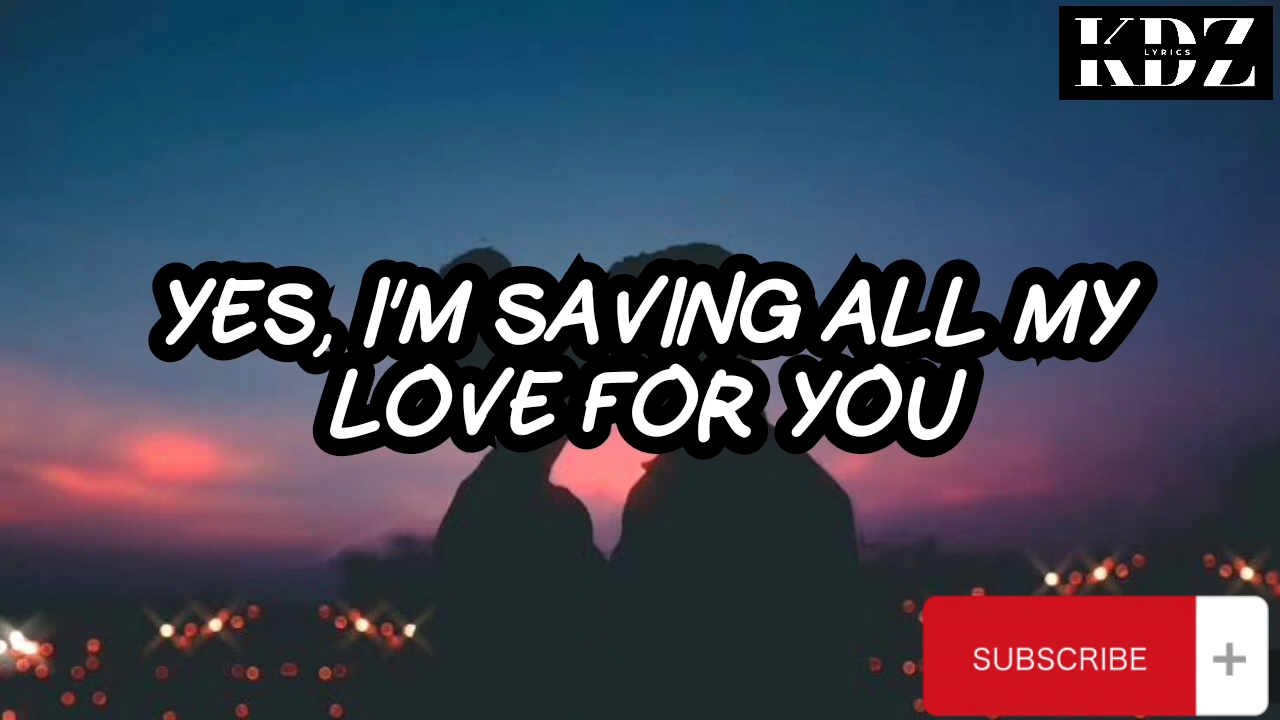 KDZ
LYRICS
YES, I'M SAVING ALL MY
LOVE FOR YOU
SUBSCRIBE
+